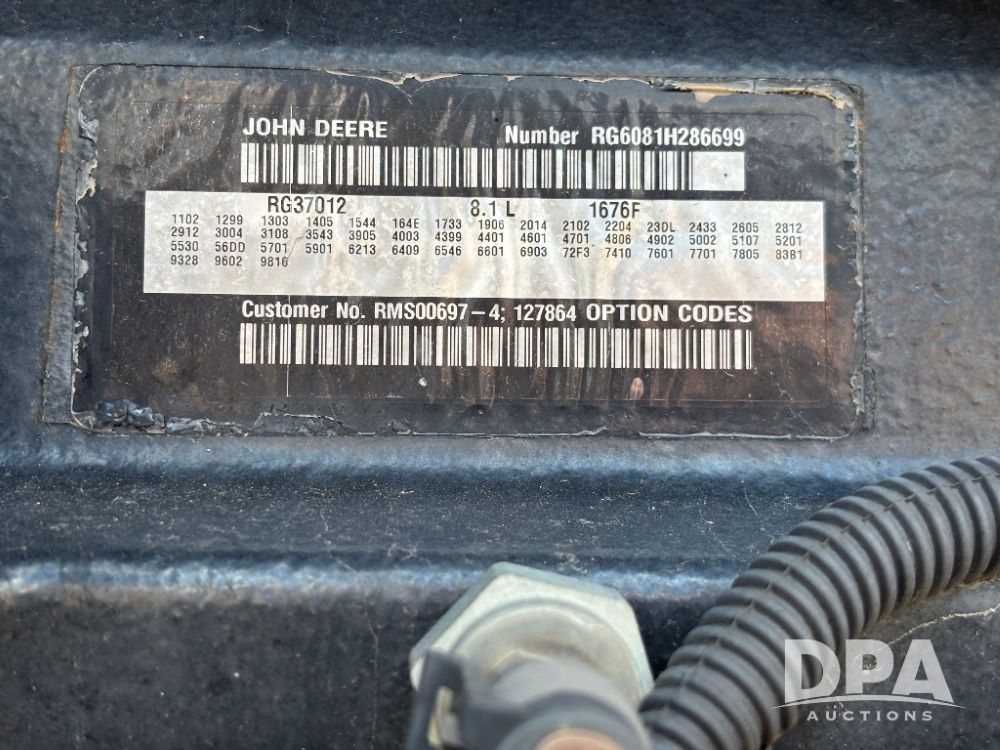 JOHN DEERE Number RG6081H286699
RG37012 8.1 L 1676F
1102 1299 1303 1405 1544 164E 1733 1906 2014 2102 2204 23DL 2433 2605 2812
2912 3004 3108 3543 3905 4003 4399 4401 4601 4701 4806 4902 5002 5107 5201
5530 56DD 5701 5901 6213 6409 6546 6601 6903 72F3 7410 7601 7701 7805 83B1
9328 9602 9816
Customer No. RMS00697-4; 127864 OPTION CODES
DPA
AUCTIONS